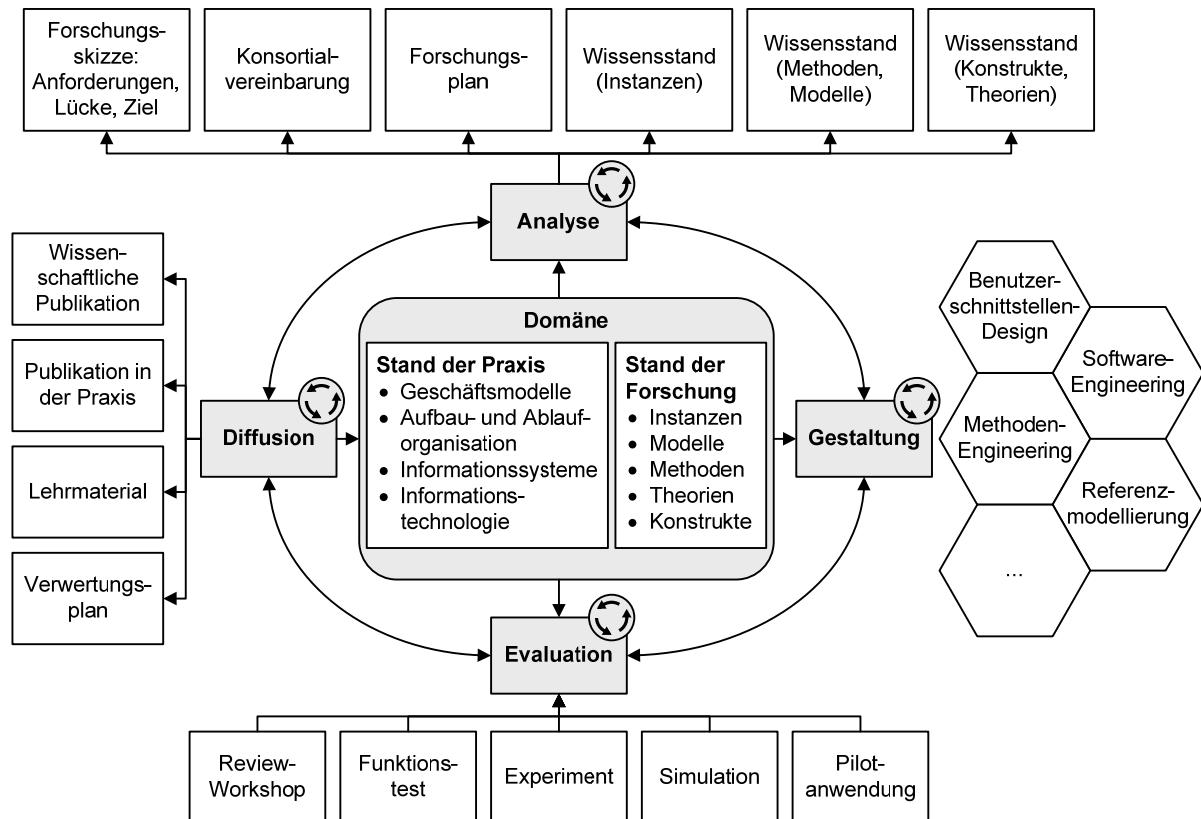 Forschungs-
skizze:
Anforderungen,
Lücke, Ziel
Konsortial-
vereinbarung
Forschungs-
plan
Wissensstand
(Instanzen)
Wissensstand
(Methoden,
Modelle)
Wissensstand
(Konstrukte,
Theorien)
Analyse
Wissen-
schaftliche
Publikation
Publikation in
der Praxis
Lehrmaterial
Verwertungs-
plan
Diffusion
Domäne
Stand der Praxis
• Geschäftsmodelle
• Aufbau- und Ablauf-
organisation
• Informationssysteme
• Informations-
technologie
Stand der
Forschung
• Instanzen
• Modelle
• Methoden
• Theorien
• Konstrukte
Gestaltung
Benutzer-
schnittstellen-
Design
Software-
Engineering
Methoden-
Engineering
Referenz-
modellierung
...
Evaluation
Review-
Workshop
Funktions-
test
Experiment
Simulation
Pilot-
anwendung